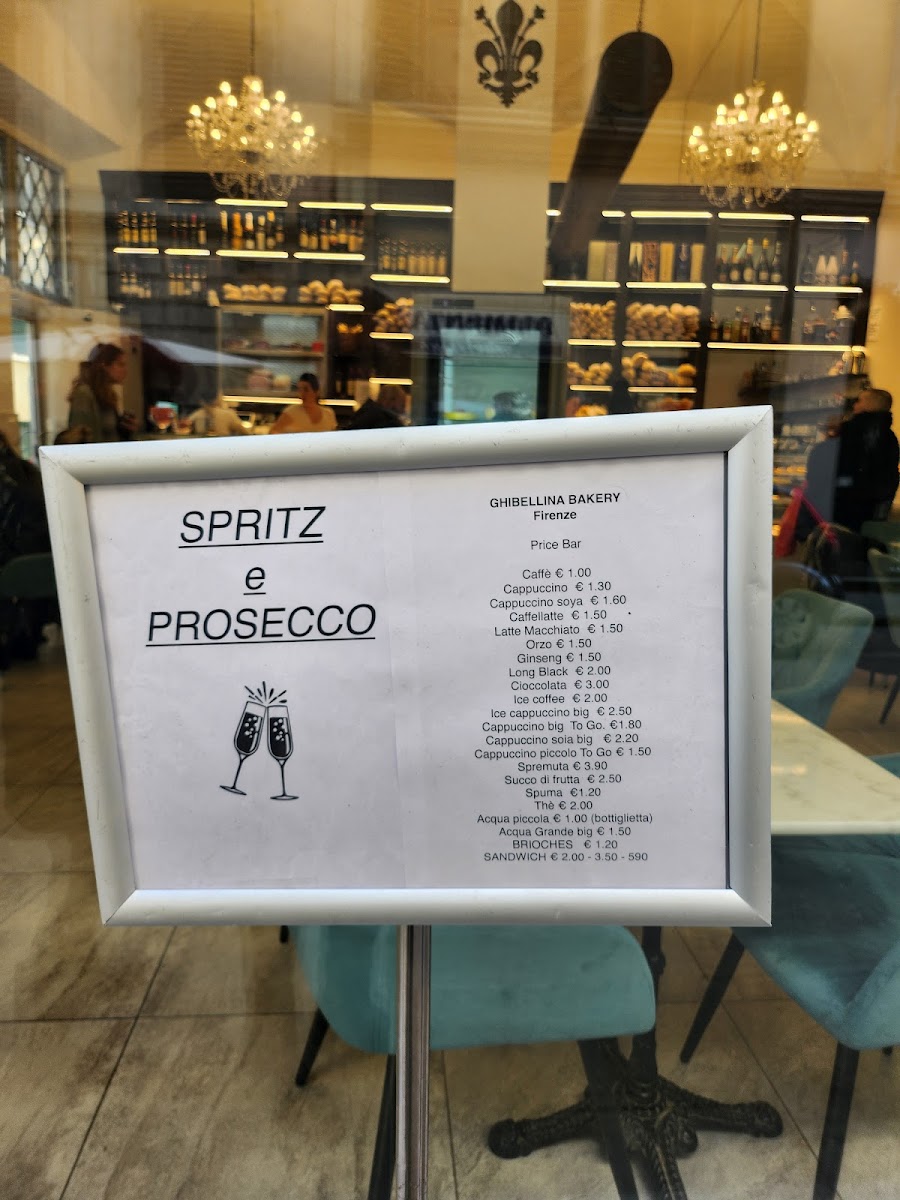 SPRITZ
e
PROSECCO
GHIBELLINA BAKERY
Firenze
Price Bar
Caffè € 1.00
Cappuccino € 1.30
Cappuccino soya € 1.60
Caffellatte € 1.50
Latte Macchiato € 1.50
Orzo € 1.50
Ginseng € 1.50
Long Black € 2.00
Cioccolata € 3.00
Ice coffee € 2.00
Ice cappuccino big € 2.50
Cappuccino big To Go. €1.80
Cappuccino soia big € 2.20
Cappuccino piccolo To Go € 1.50
Spremuta € 3.90
Succo di frutta € 2.50
Spuma €1.20
Thè € 2.00
Acqua piccola € 1.00 (bottiglietta)
Acqua Grande big € 1.50
BRIOCHES € 1.20
SANDWICH € 2.00 - 3.50 - 590